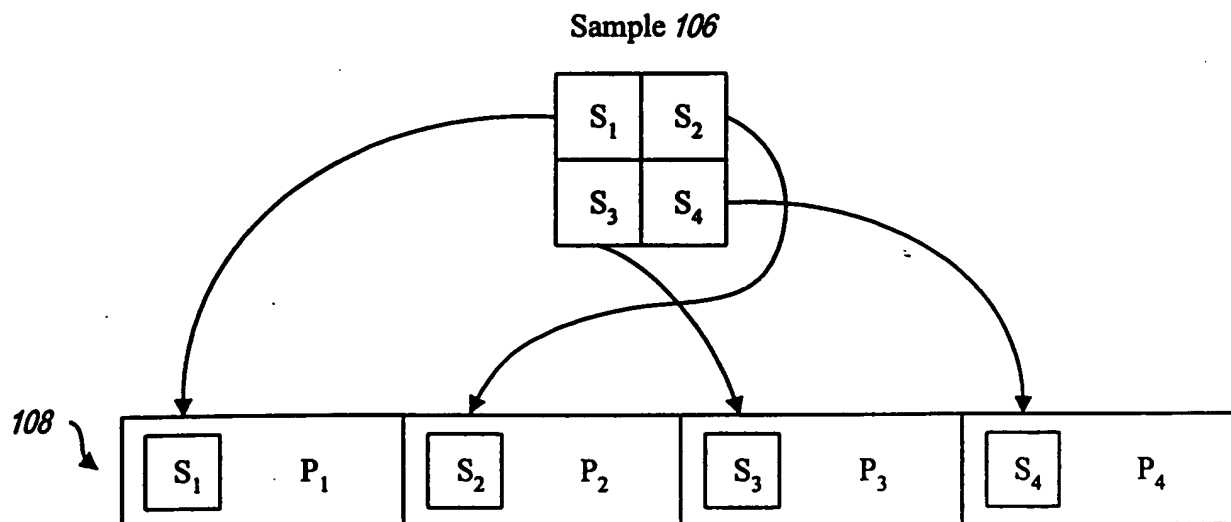 Sample 106
S₁ S₂
S₃ S₄
108
S₁ P₁ S₂ P₂ S₃ P₃ S₄ P₄